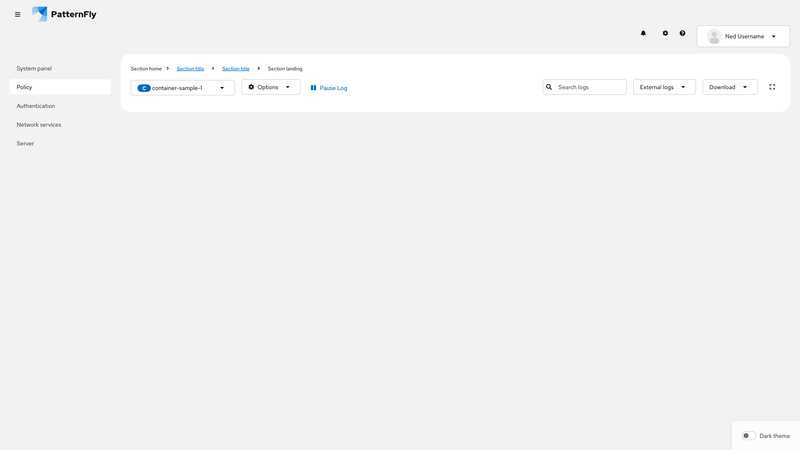 PatternFly
Ned Username
System panel
Policy
Authentication
Network services
Server
Section home Section title Section title Section landing
C container-sample-1 Options Pause Log Search logs External logs Download
Dark theme